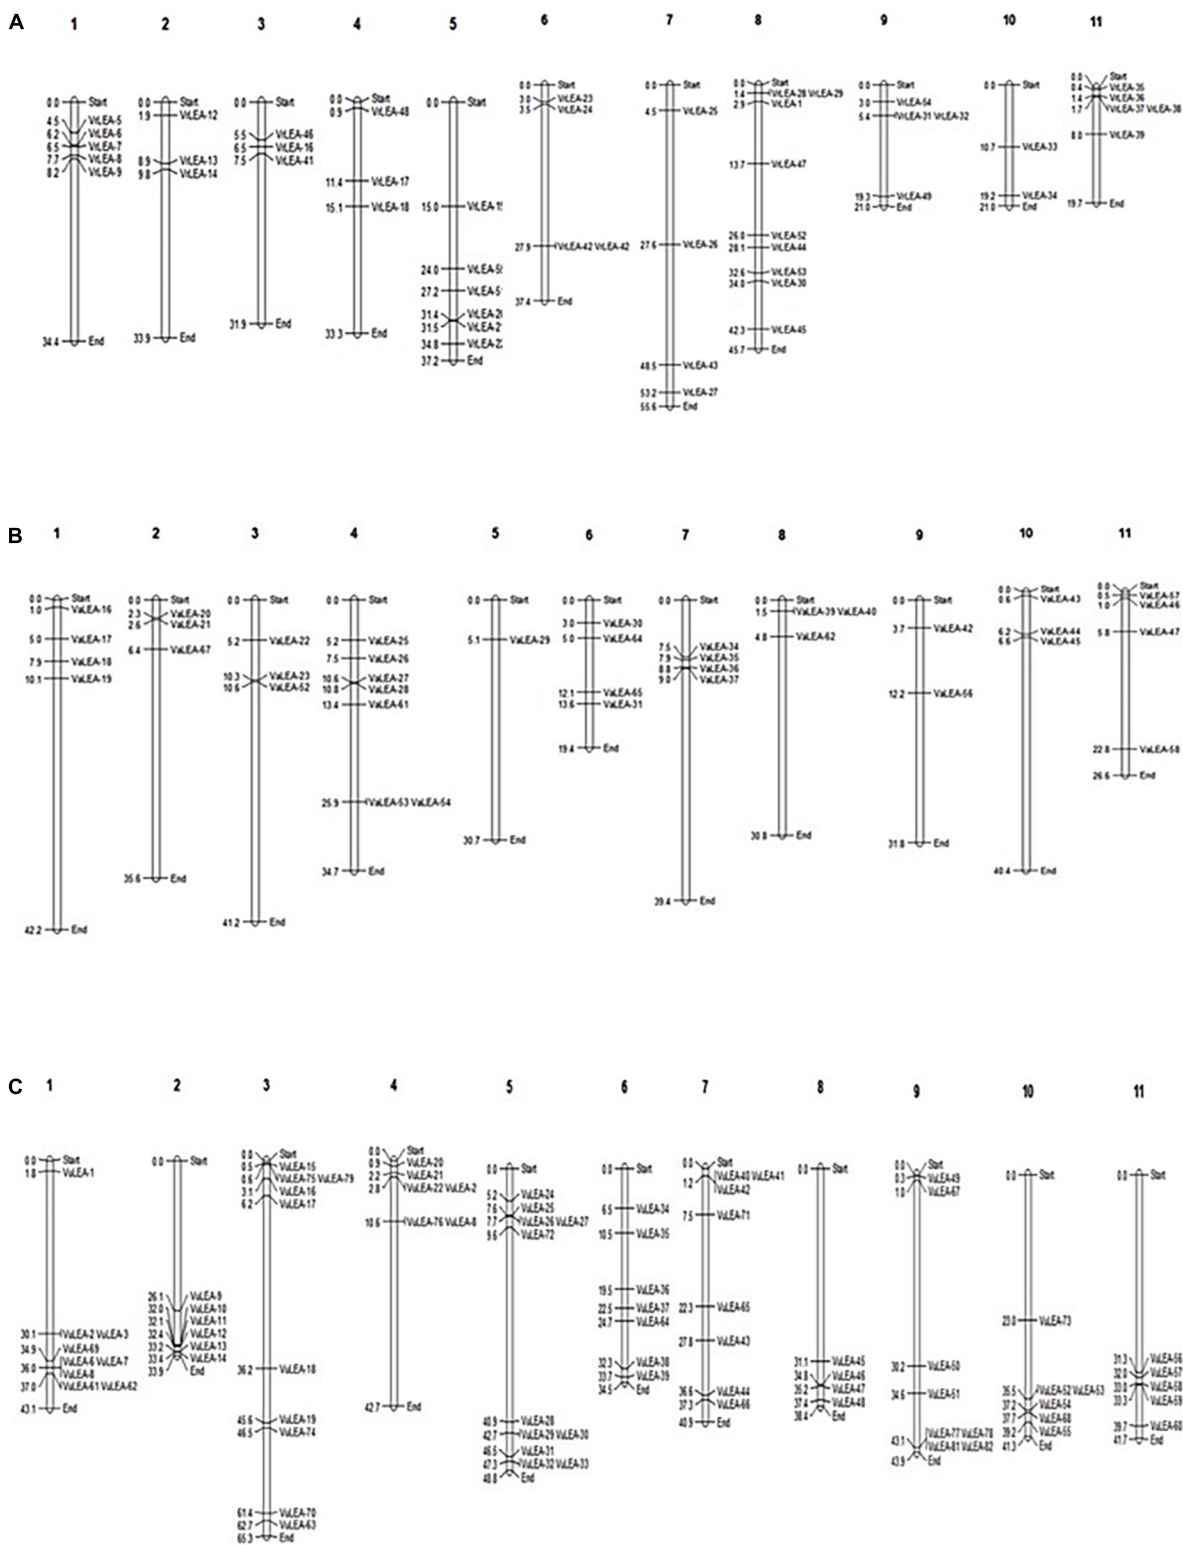 A
1 2 3 4 5 6 7 8 9 10 11
0.0 Start
4.5 VrLEA-5
6.2 VrLEA-6
6.5 VrLEA-7
7.7 VrLEA-8
8.2 VrLEA-9
34.4 End
0.0 Start
1.9 VrLEA-12
8.9 VrLEA-13
9.8 VrLEA-14
33.9 End
0.0 Start
5.5 VrLEA-46
6.5 VrLEA-16
7.5 VrLEA-41
31.9 End
0.0 Start
0.9 VrLEA-48
11.4 VrLEA-17
15.1 VrLEA-18
33.3 End
0.0 Start
15.0
24.0
27.2
31.4
31.5
34.8
37.2 End
0.0 Start
3.0 VrLEA-23
3.5 VrLEA-24
27.9 VrLEA-42 VrLEA-42
37.4 End
0.0 Start
4.5 VrLEA-25
27.6 VrLEA-26
48.5 VrLEA-43
53.2 VrLEA-27
55.6 End
0.0 Start
1.4 VrLEA-28 VrLEA-29
2.9 VrLEA-1
13.7 VrLEA-47
26.0 VrLEA-52
28.1 VrLEA-44
32.6 VrLEA-53
34.0 VrLEA-30
42.3 VrLEA-45
45.7 End
0.0 Start
3.0 VrLEA-54
5.4 VrLEA-31 VrLEA-32
19.3 VrLEA-49
21.0 End
0.0 Start
10.7 VrLEA-33
19.2 VrLEA-34
21.0 End
0.0 Start
0.4 VrLEA-35
1.4 VrLEA-36
1.7 VrLEA-37 VrLEA-38
8.0 VrLEA-39
19.7 End
B
1 2 3 4 5 6 7 8 9 10 11
0.0 Start
1.0 VaLEA-16
5.0 VaLEA-17
7.9 VaLEA-18
10.1 VaLEA-19
42.2 End
0.0 Start
2.3 VaLEA-20
2.6 VaLEA-21
6.4 VaLEA-67
35.6 End
0.0 Start
5.2 VaLEA-22
10.3 VaLEA-23
10.6 VaLEA-52
41.2 End
0.0 Start
5.2 VaLEA-25
7.5 VaLEA-26
10.6 VaLEA-27
10.8 VaLEA-28
13.4 VaLEA-61
25.9 VaLEA-53 VaLEA-54
34.7 End
0.0 Start
5.1 VaLEA-29
30.7 End
0.0 Start
3.0 VaLEA-30
5.0 VaLEA-64
12.1 VaLEA-65
13.6 VaLEA-31
19.4 End
0.0 Start
7.5 VaLEA-34
7.9 VaLEA-35
8.8 VaLEA-36
9.0 VaLEA-37
39.4 End
0.0 Start
1.5 VaLEA-39 VaLEA-40
4.8 VaLEA-62
30.8 End
0.0 Start
3.7 VaLEA-42
12.2 VaLEA-56
31.8 End
0.0 Start
0.6 VaLEA-43
6.2 VaLEA-44
6.6 VaLEA-45
40.4 End
0.0 Start
0.5 VaLEA-57
1.0 VaLEA-46
5.8 VaLEA-47
22.8 VaLEA-58
26.6 End
C
1 2 3 4 5 6 7 8 9 10 11
0.0 Start
1.8 VuLEA-1
30.1 VuLEA-2 VuLEA-3
34.9 VuLEA-69
VuLEA-6 VuLEA-7
36.0 VuLEA-8
37.0 VuLEA-61 VuLEA-62
43.1 End
0.0 Start
26.1 VuLEA-9
32.0 VuLEA-10
32.1 VuLEA-11
32.4 VuLEA-12
33.2 VuLEA-13
33.4 VuLEA-14
33.9 End
0.0 Start
0.5 VuLEA-15
0.6 VuLEA-75 VuLEA-79
3.1 VuLEA-16
6.2 VuLEA-17
36.2 VuLEA-18
45.6 VuLEA-19
46.5 VuLEA-74
61.4 VuLEA-70
62.7 VuLEA-63
65.3 End
0.0 Start
0.9 VuLEA-20
2.2 VuLEA-21
2.8 VuLEA-22 VuLEA-2
10.6 VuLEA-76 VuLEA-8
42.7 End
0.0 Start
5.2 VuLEA-24
7.6 VuLEA-25
7.7 VuLEA-26 VuLEA-27
9.6 VuLEA-72
40.9 VuLEA-28
42.7 VuLEA-29 VuLEA-30
46.5 VuLEA-31
47.3 VuLEA-32 VuLEA-33
48.8 End
0.0 Start
6.5 VuLEA-34
10.5 VuLEA-35
19.5 VuLEA-36
22.5 VuLEA-37
24.7 VuLEA-64
32.3 VuLEA-38
33.7 VuLEA-39
34.5 End
0.0 Start
VuLEA-40 VuLEA-41
1.2 VuLEA-42
7.5 VuLEA-71
22.3 VuLEA-65
27.8 VuLEA-43
36.6 VuLEA-44
37.3 VuLEA-66
40.9 End
0.0 Start
31.1 VuLEA-45
34.8 VuLEA-46
35.2 VuLEA-47
37.4 VuLEA-48
38.4 End
0.0 Start
0.3 VuLEA-49
1.0 VuLEA-67
30.2 VuLEA-50
34.6 VuLEA-51
VuLEA-77 VuLEA-78
43.1 VuLEA-81 VuLEA-82
43.9 End
0.0 Start
23.0 VuLEA-73
35.5 VuLEA-52 VuLEA-53
37.2 VuLEA-54
37.7 VuLEA-68
39.2 VuLEA-55
41.3 End
0.0 Start
31.3 VuLEA-56
32.0 VuLEA-57
33.0 VuLEA-58
33.3 VuLEA-59
39.7 VuLEA-60
41.7 End